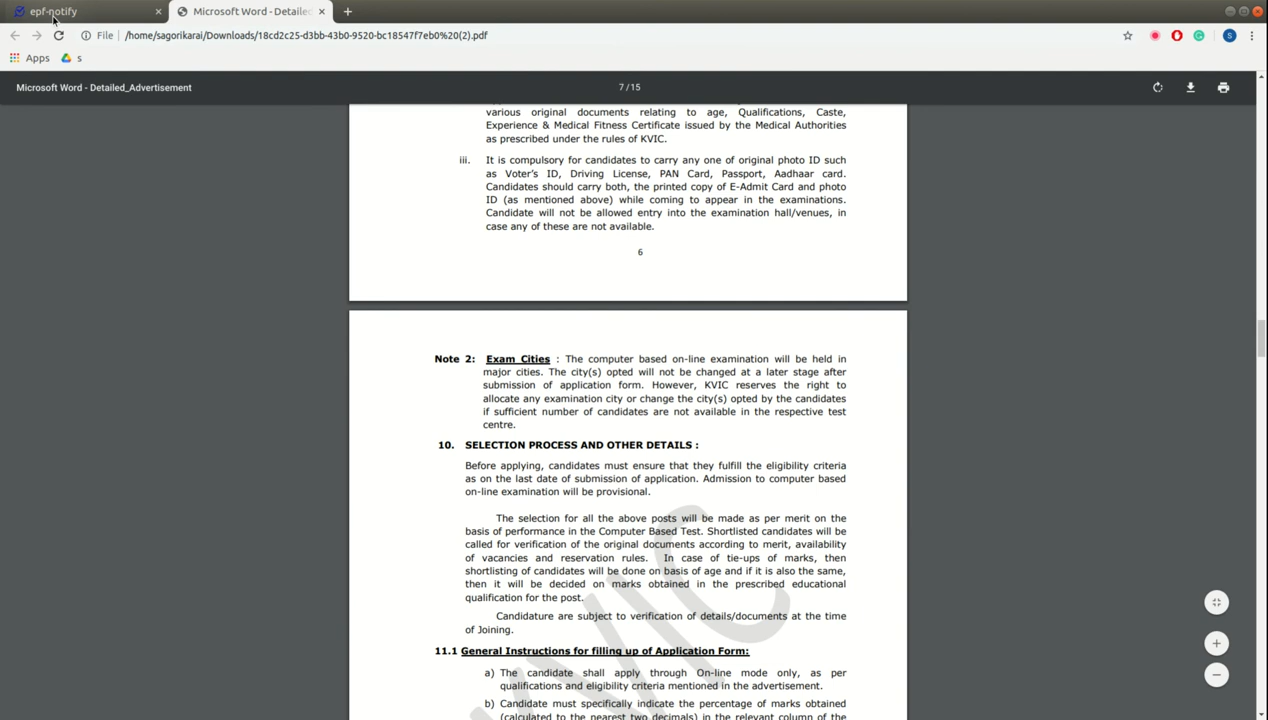 epf-notify
Microsoft Word - Detailed
File
/home/sagorikarai/Downloads/18cd2c25-d3bb-43b0-9520-bc18547f7eb0%20(2).pdf
S
Apps
s
Microsoft Word - Detailed_Advertisement
7 / 15
various original documents relating to age, Qualifications, Caste,
Experience & Medical Fitness Certificate issued by the Medical Authorities
as prescribed under the rules of KVIC.
iii. It is compulsory for candidates to carry any one of original photo ID such
as Voter's ID, Driving License, PAN Card, Passport, Aadhaar card.
Candidates should carry both, the printed copy of E-Admit Card and photo
ID (as mentioned above) while coming to appear in the examinations.
Candidate will not be allowed entry into the examination hall/venues, in
case any of these are not available.
6
Note 2: Exam Cities : The computer based on-line examination will be held in
major cities. The city(s) opted will not be changed at a later stage after
submission of application form. However, KVIC reserves the right to
allocate any examination city or change the city(s) opted by the candidates
if sufficient number of candidates are not available in the respective test
centre.
10. SELECTION PROCESS AND OTHER DETAILS :
Before applying, candidates must ensure that they fulfill the eligibility criteria
as on the last date of submission of application. Admission to computer based
on-line examination will be provisional.
The selection for all the above posts will be made as per merit on the
basis of performance in the Computer Based Test. Shortlisted candidates will be
called for verification of the original documents according to merit, availability
of vacancies and reservation rules. In case of tie-ups of marks, then
shortlisting of candidates will be done on basis of age and if it is also the same,
then it will be decided on marks obtained in the prescribed educational
qualification for the post.
Candidature are subject to verification of details/documents at the time
of Joining.
11.1 General Instructions for filling up of Application Form:
a) The candidate shall apply through On-line mode only, as per
qualifications and eligibility criteria mentioned in the advertisement.
b) Candidate must specifically indicate the percentage of marks obtained
(calculated to the nearest two decimals) in the relevant column of the
KVIC